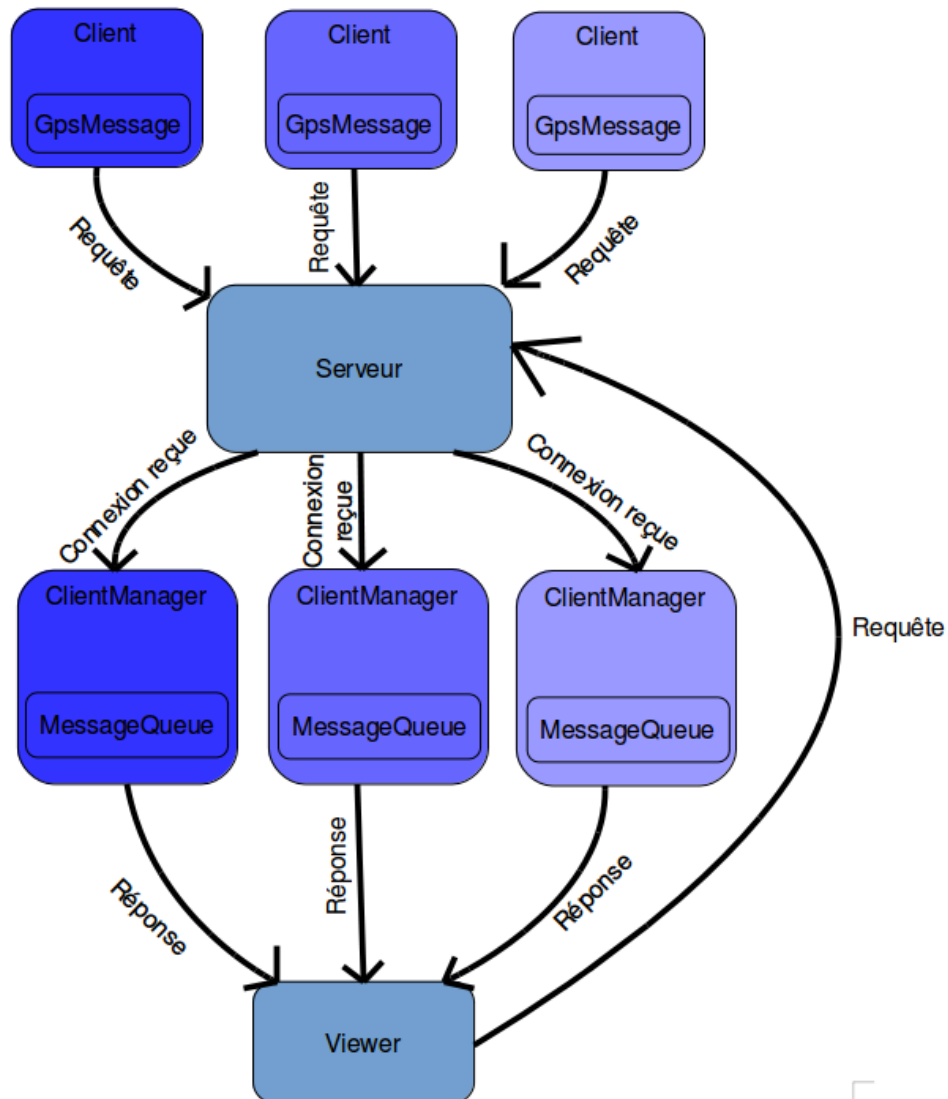 Client
Client
Client
GpsMessage
GpsMessage
GpsMessage
Requête
Requête
Requête
Serveur
Connexion reçue
Connexion
reçue
Connexion reçue
ClientManager
ClientManager
ClientManager
Requête
MessageQueue
MessageQueue
MessageQueue
Réponse
Réponse
Réponse
Viewer